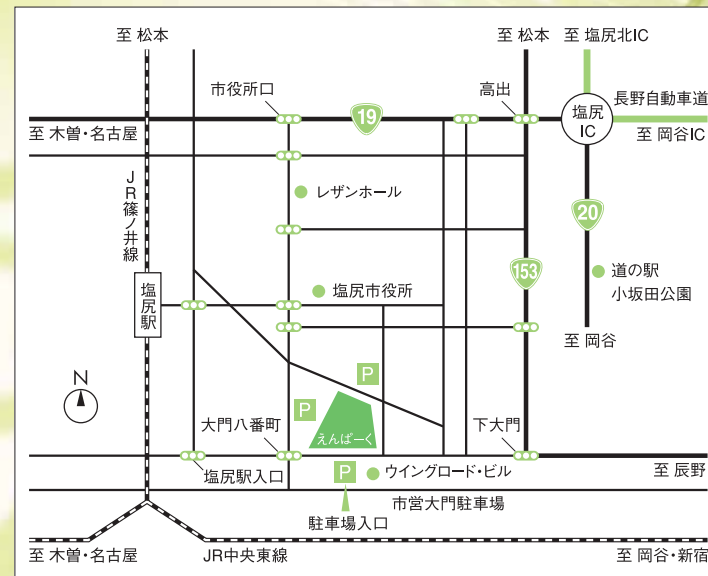 至 松本
至 松本
至 塩尻北IC
市役所口
高出
長野自動車道
19
塩尻
IC
至 木曽・名古屋
至 岡谷IC
JR篠ノ井線
レザンホール
20
153
道の駅
小坂田公園
塩尻駅
塩尻市役所
至 岡谷
N
P
P
大門八番町
えんぱーく
下大門
塩尻駅入口
P
ウイングロード・ビル
至 辰野
市営大門駐車場
駐車場入口
至 木曽・名古屋
JR中央東線
至 岡谷・新宿